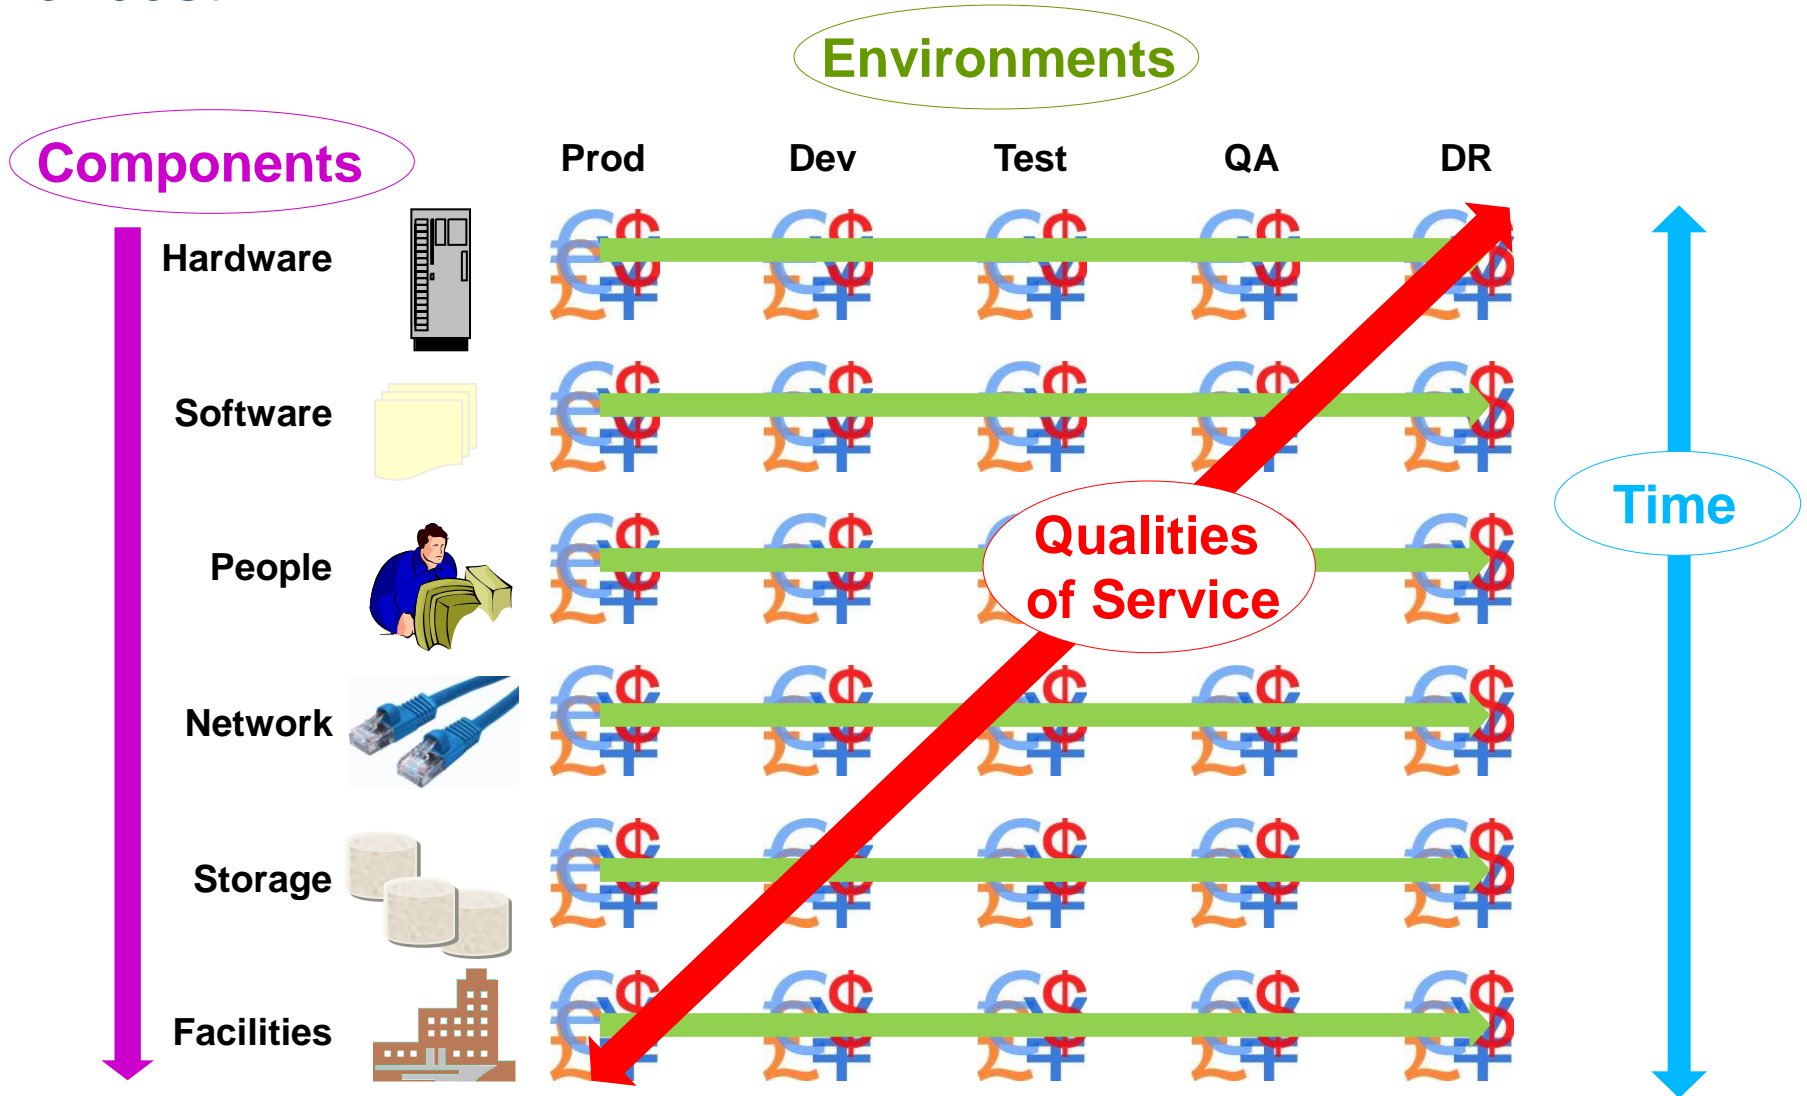 Environments
Components
Prod Dev Test QA DR
Hardware
Software
Time
Qualities
of Service
People
Network
Storage
Facilities